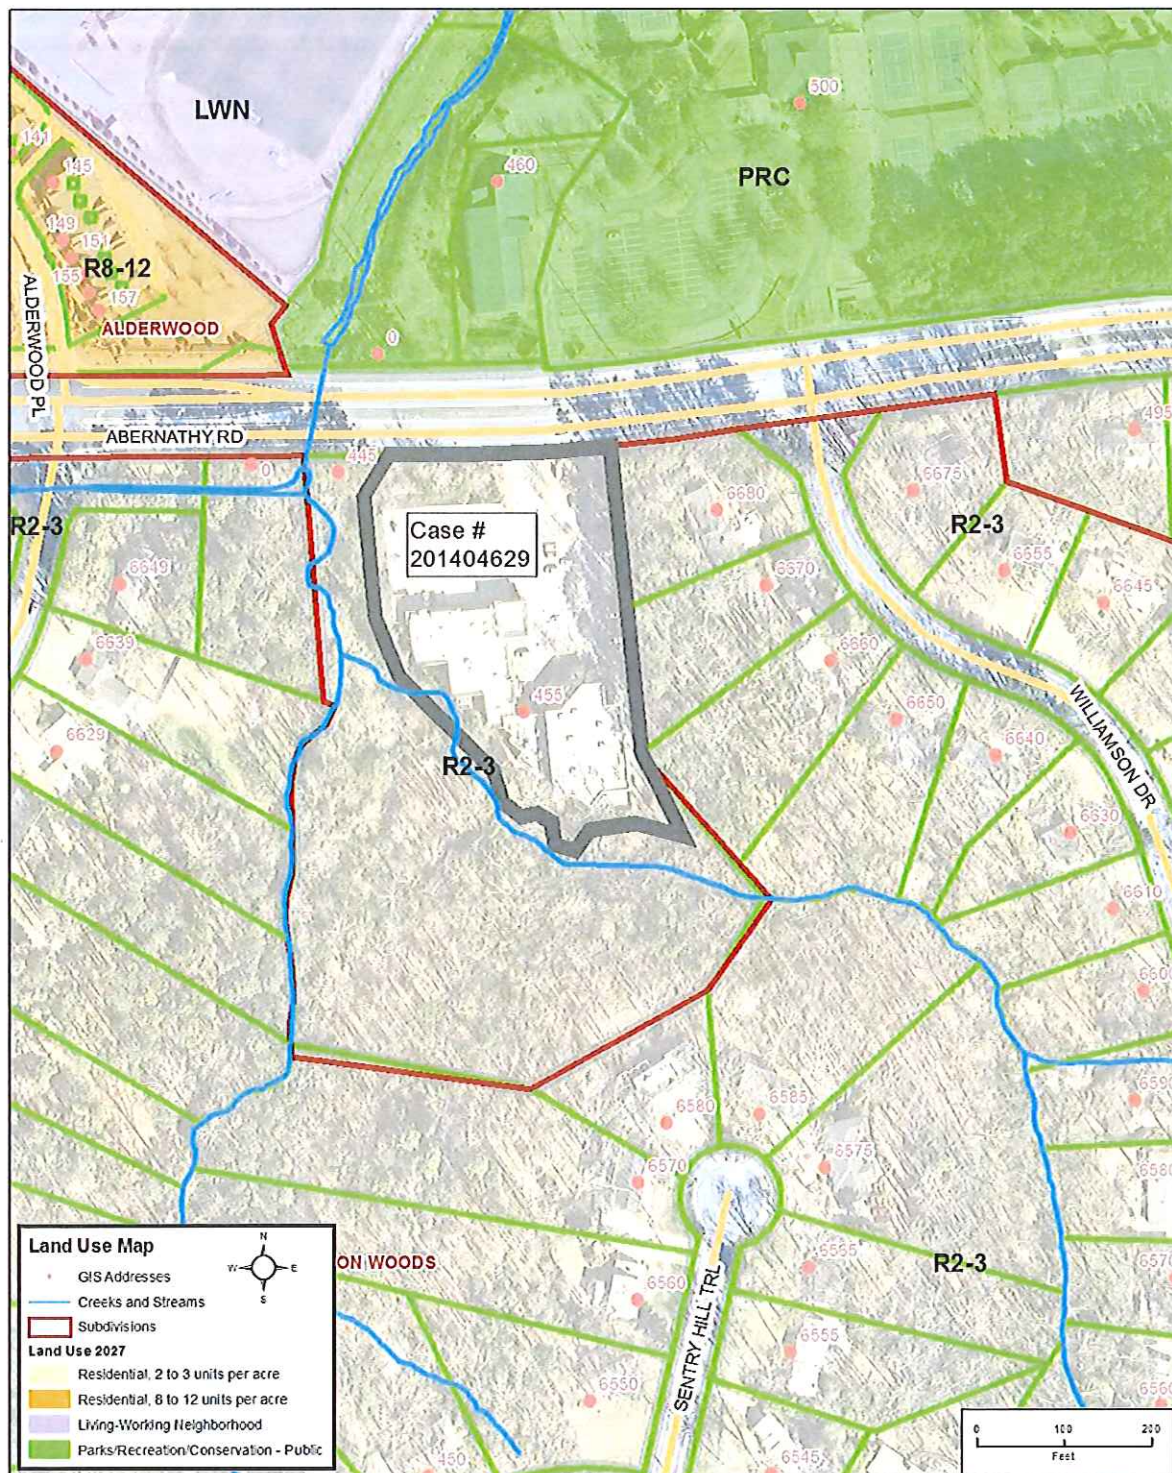 500
LWN
141
460
145
PRC
149
151
R8-12
155
157
ALDERWOOD PL
ALDERWOOD
0
ABERNATHY RD
495
0
445
6675
6680
Case #
201404629
R2-3
R2-3
6655
6649
6670
6645
6639
6660
455
6650
WILLIAMSON DR
6629
6640
R2-3
6630
6610
660
6580
6585
659
6575
6570
658
Land Use Map
N
W
E
S
GIS Addresses
Creeks and Streams
Subdivisions
Land Use 2027
Residential, 2 to 3 units per acre
Residential, 8 to 12 units per acre
Living-Working Neighborhood
Parks/Recreation/Conservation - Public
ON WOODS
R2-3
657
6560
SENTRY HILL TRL
6555
6550
6545
450
0 100 200
Feet